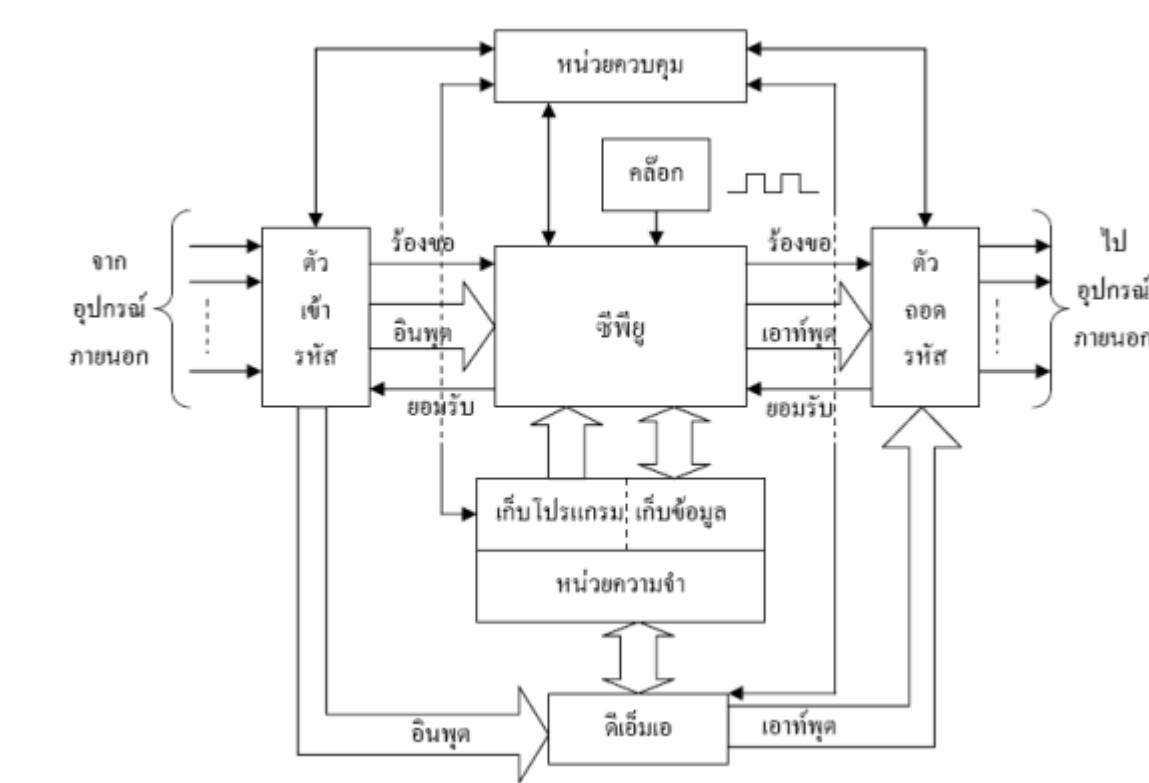 หน่วยควบคุม
คล๊อก
จาก
อุปกรณ์
ภายนอก
ตัว
เข้า
รหัส
ร้องขอ
อินพุต
ยอมรับ
ซีพียู
ร้องขอ
เอาท์พุต
ยอมรับ
ตัว
ถอด
รหัส
ไป
อุปกรณ์
ภายนอก
เก็บโปรแกรม เก็บข้อมูล
หน่วยความจำ
อินพุต
ดีเอ็มเอ
เอาท์พุต